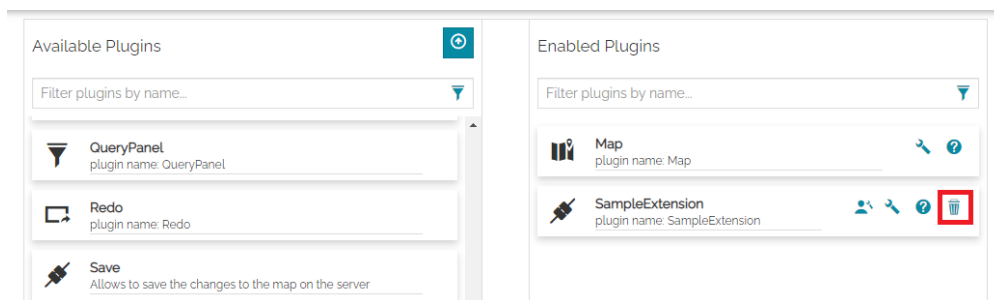 Available Plugins
Filter plugins by name...
QueryPanel
plugin name: QueryPanel
Redo
plugin name: Redo
Save
Allows to save the changes to the map on the server
Enabled Plugins
Filter plugins by name...
Map
plugin name: Map
SampleExtension
plugin name: SampleExtension